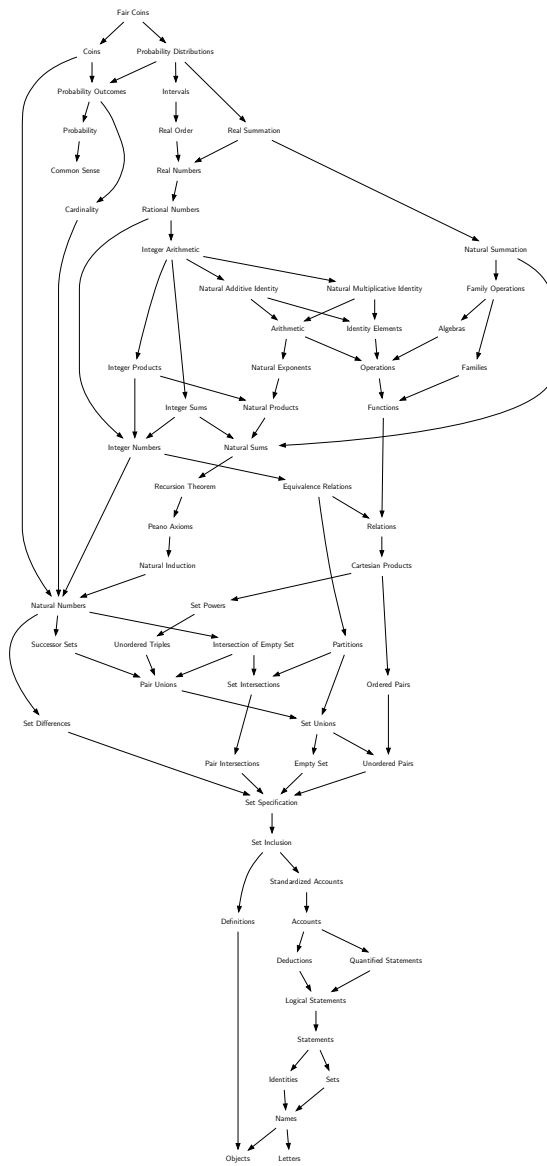 Fair Coins
Coins
Probability Distributions
Probability Outcomes
Intervals
Probability
Real Order
Real Summation
Common Sense
Real Numbers
Cardinality
Rational Numbers
Integer Arithmetic
Natural Summation
Natural Additive Identity
Natural Multiplicative Identity
Family Operations
Arithmetic
Identity Elements
Algebras
Integer Products
Natural Exponents
Operations
Families
Integer Sums
Natural Products
Functions
Integer Numbers
Natural Sums
Recursion Theorem
Equivalence Relations
Peano Axioms
Relations
Natural Induction
Cartesian Products
Natural Numbers
Set Powers
Successor Sets
Unordered Triples
Intersection of Empty Set
Partitions
Pair Unions
Set Intersections
Ordered Pairs
Set Differences
Set Unions
Pair Intersections
Empty Set
Unordered Pairs
Set Specification
Set Inclusion
Standardized Accounts
Definitions
Accounts
Deductions
Quantified Statements
Logical Statements
Statements
Identities
Sets
Names
Objects
Letters